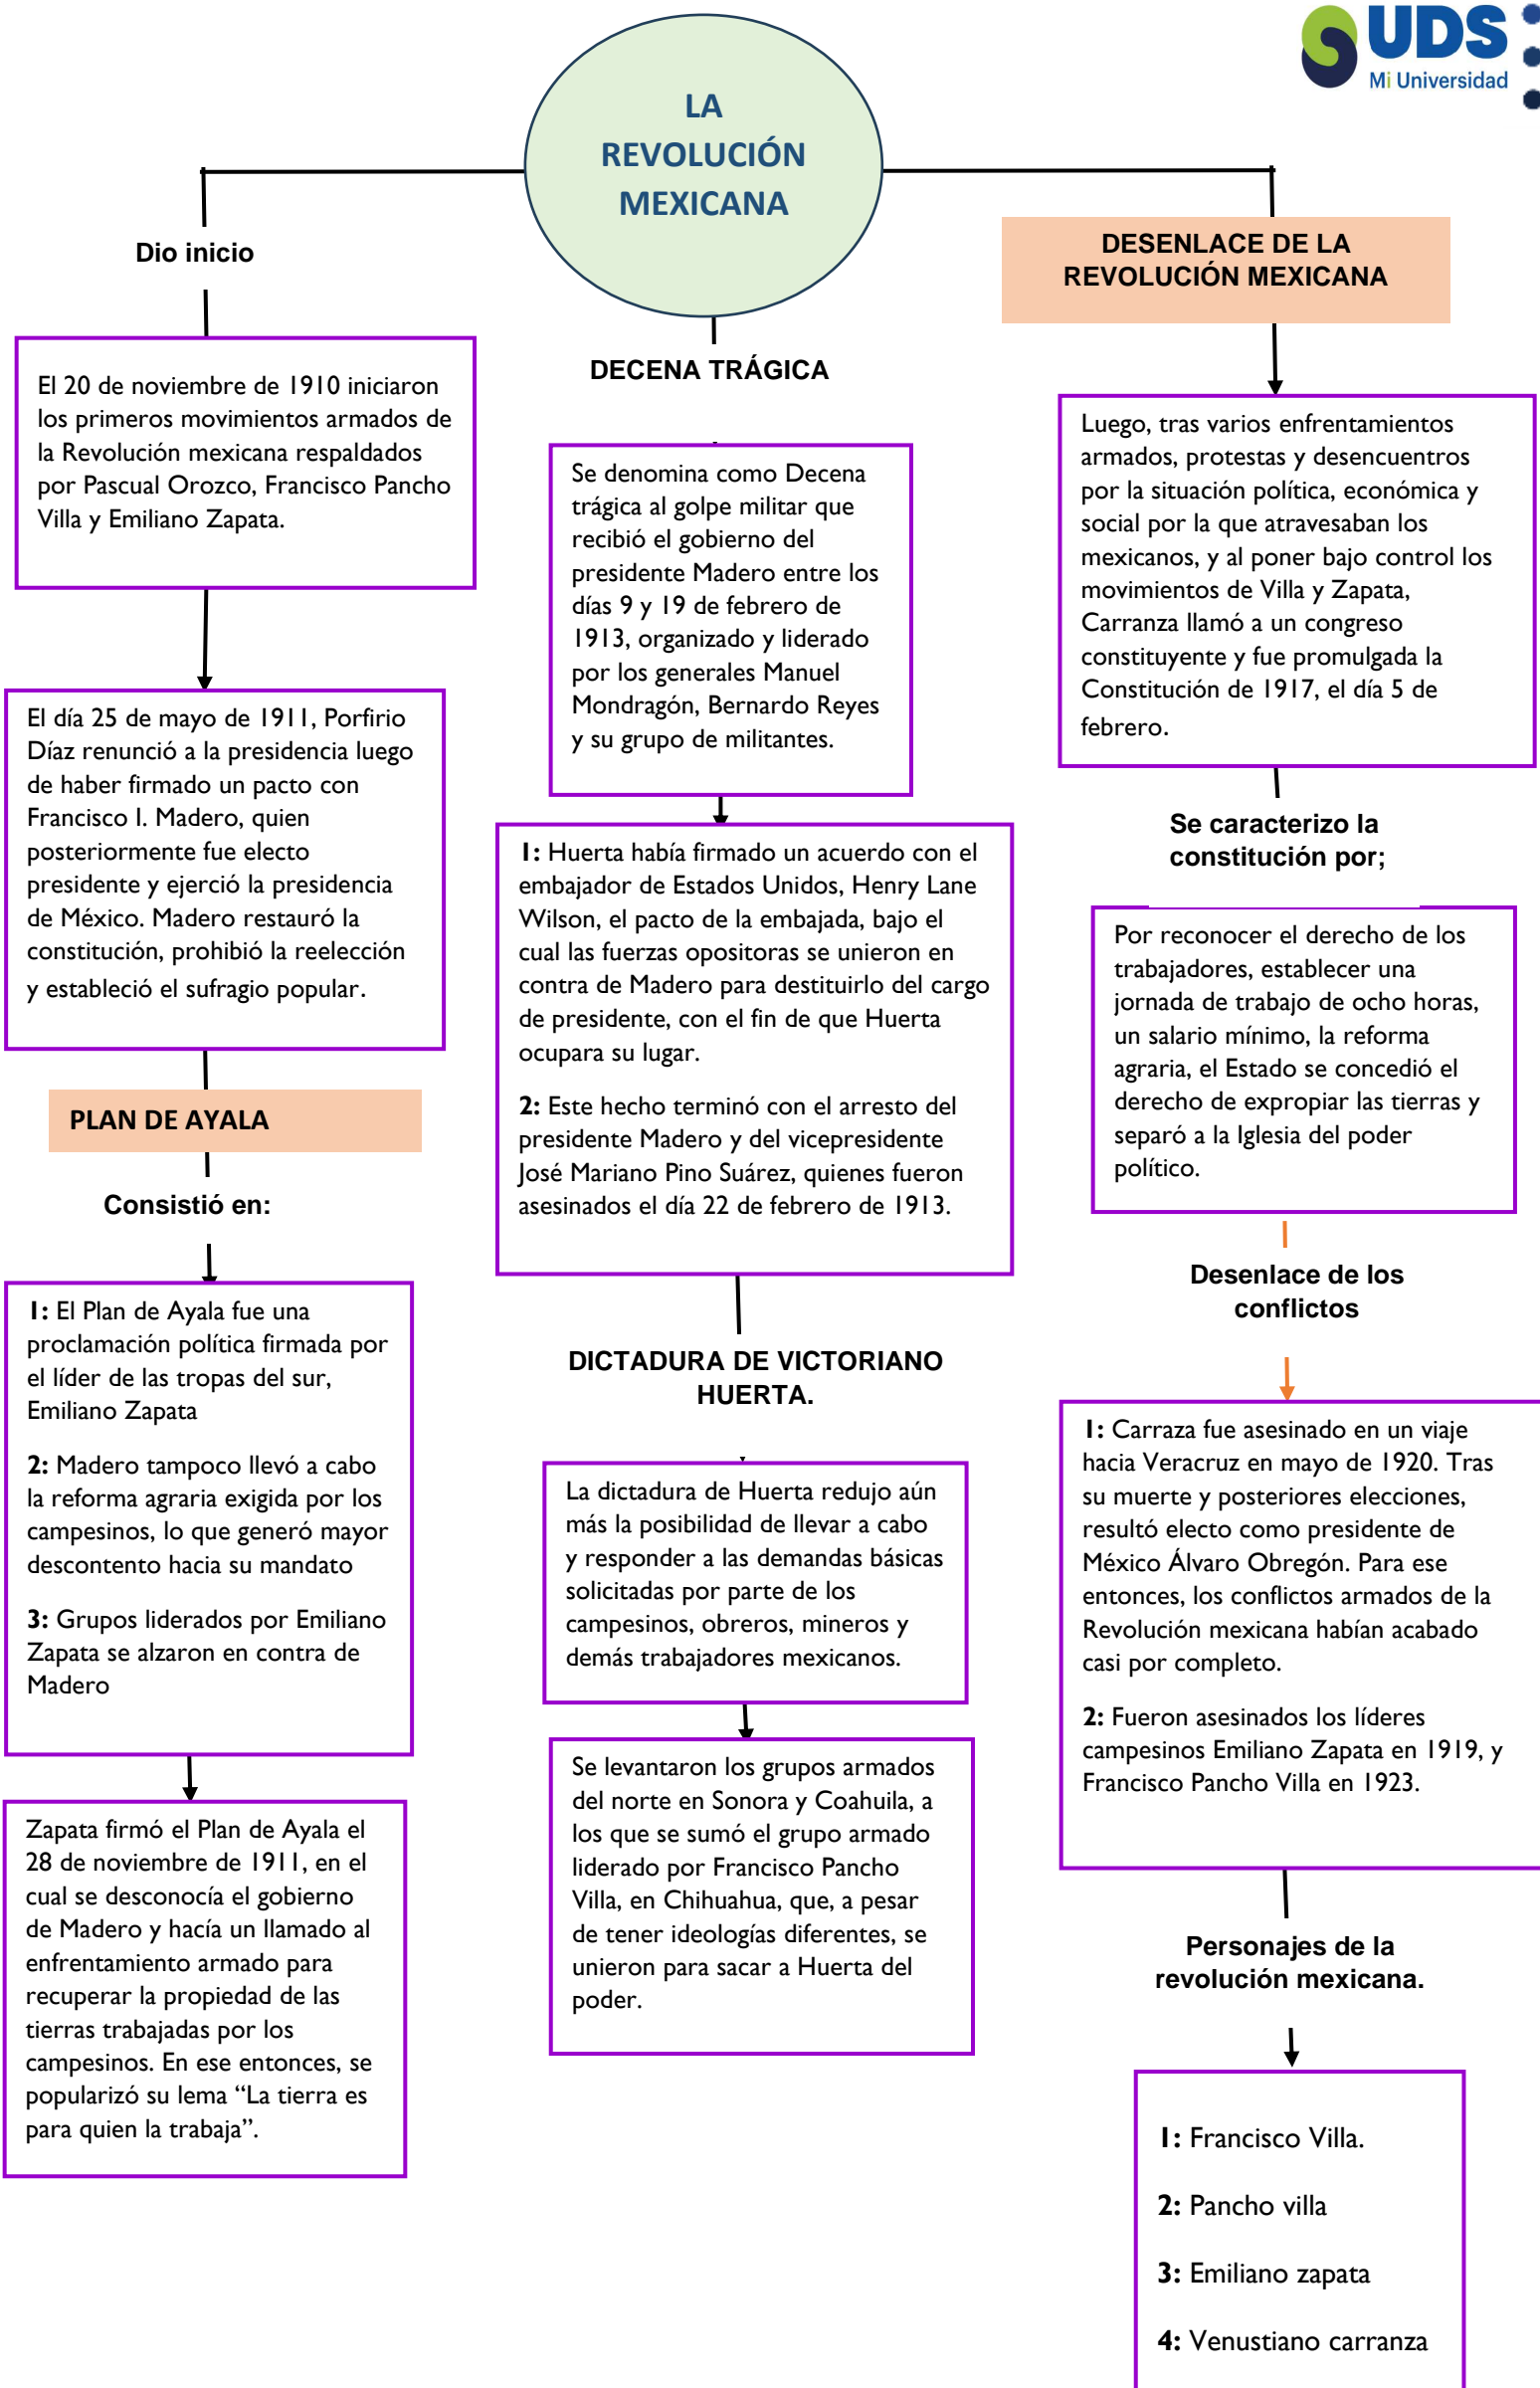 UDS
Mi Universidad
LA
REVOLUCIÓN
MEXICANA
Dio inicio
El 20 de noviembre de 1910 iniciaron
los primeros movimientos armados de
la Revolución mexicana respaldados
por Pascual Orozco, Francisco Pancho
Villa y Emiliano Zapata.
El día 25 de mayo de 1911, Porfirio
Díaz renunció a la presidencia luego
de haber firmado un pacto con
Francisco I. Madero, quien
posteriormente fue electo
presidente y ejerció la presidencia
de México. Madero restauró la
constitución, prohibió la reelección
y estableció el sufragio popular.
PLAN DE AYALA
Consistió en:
1: El Plan de Ayala fue una
proclamación política firmada por
el líder de las tropas del sur,
Emiliano Zapata
2: Madero tampoco llevó a cabo
la reforma agraria exigida por los
campesinos, lo que generó mayor
descontento hacia su mandato
3: Grupos liderados por Emiliano
Zapata se alzaron en contra de
Madero
Zapata firmó el Plan de Ayala el
28 de noviembre de 1911, en el
cual se desconocía el gobierno
de Madero y hacía un llamado al
enfrentamiento armado para
recuperar la propiedad de las
tierras trabajadas por los
campesinos. En ese entonces, se
popularizó su lema “La tierra es
para quien la trabaja”.
DECENA TRÁGICA
Se denomina como Decena
trágica al golpe militar que
recibió el gobierno del
presidente Madero entre los
días 9 y 19 de febrero de
1913, organizado y liderado
por los generales Manuel
Mondragón, Bernardo Reyes
y su grupo de militantes.
1: Huerta había firmado un acuerdo con el
embajador de Estados Unidos, Henry Lane
Wilson, el pacto de la embajada, bajo el
cual las fuerzas opositoras se unieron en
contra de Madero para destituirlo del cargo
de presidente, con el fin de que Huerta
ocupara su lugar.
2: Este hecho terminó con el arresto del
presidente Madero y del vicepresidente
José Mariano Pino Suárez, quienes fueron
asesinados el día 22 de febrero de 1913.
DICTADURA DE VICTORIANO
HUERTA.
La dictadura de Huerta redujo aún
más la posibilidad de llevar a cabo
y responder a las demandas básicas
solicitadas por parte de los
campesinos, obreros, mineros y
demás trabajadores mexicanos.
Se levantaron los grupos armados
del norte en Sonora y Coahuila, a
los que se sumó el grupo armado
liderado por Francisco Pancho
Villa, en Chihuahua, que, a pesar
de tener ideologías diferentes, se
unieron para sacar a Huerta del
poder.
DESENLACE DE LA
REVOLUCIÓN MEXICANA
Luego, tras varios enfrentamientos
armados, protestas y desencuentros
por la situación política, económica y
social por la que atravesaban los
mexicanos, y al poner bajo control los
movimientos de Villa y Zapata,
Carranza llamó a un congreso
constituyente y fue promulgada la
Constitución de 1917, el día 5 de
febrero.
Se caracterizo la
constitución por;
Por reconocer el derecho de los
trabajadores, establecer una
jornada de trabajo de ocho horas,
un salario mínimo, la reforma
agraria, el Estado se concedió el
derecho de expropiar las tierras y
separó a la Iglesia del poder
político.
Desenlace de los
conflictos
1: Carraza fue asesinado en un viaje
hacia Veracruz en mayo de 1920. Tras
su muerte y posteriores elecciones,
resultó electo como presidente de
México Álvaro Obregón. Para ese
entonces, los conflictos armados de la
Revolución mexicana habían acabado
casi por completo.
2: Fueron asesinados los líderes
campesinos Emiliano Zapata en 1919, y
Francisco Pancho Villa en 1923.
Personajes de la
revolución mexicana.
1: Francisco Villa.
2: Pancho villa
3: Emiliano zapata
4: Venustiano carranza